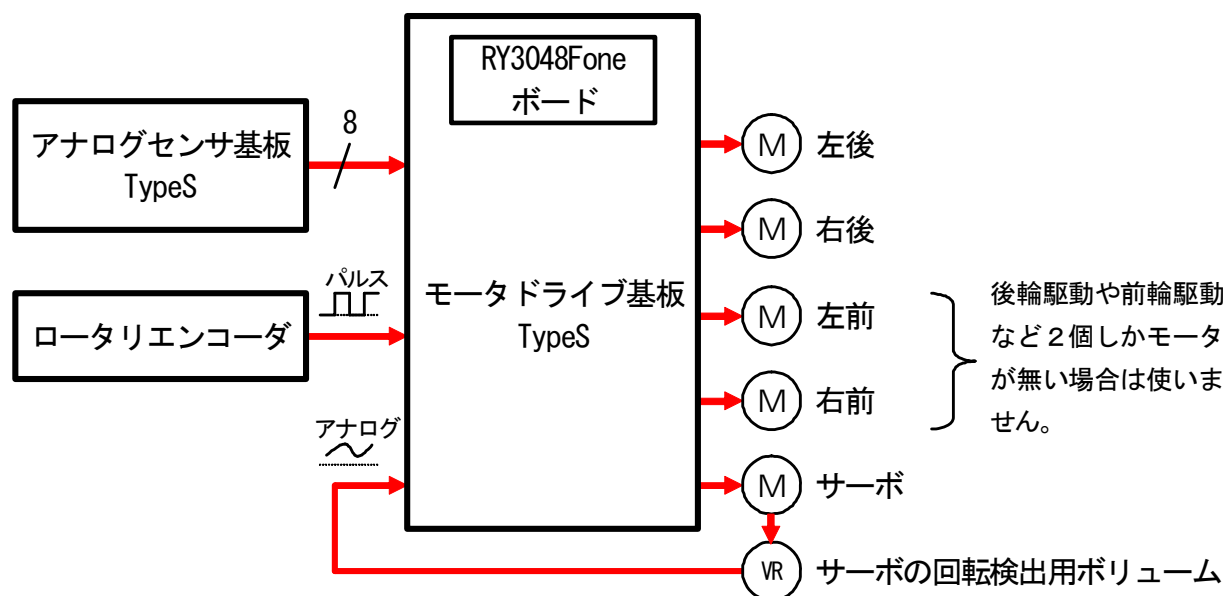 RY3048Fone
ボード
アナログセンサ基板
TypeS
8
M 左後
M 右後
パルス
ロータリエンコーダ
モータドライブ基板
TypeS
M 左前
M 右前
後輪駆動や前輪駆動
など２個しかモータ
が無い場合は使いま
せん。
アナログ
M サーボ
VR サーボの回転検出用ボリューム